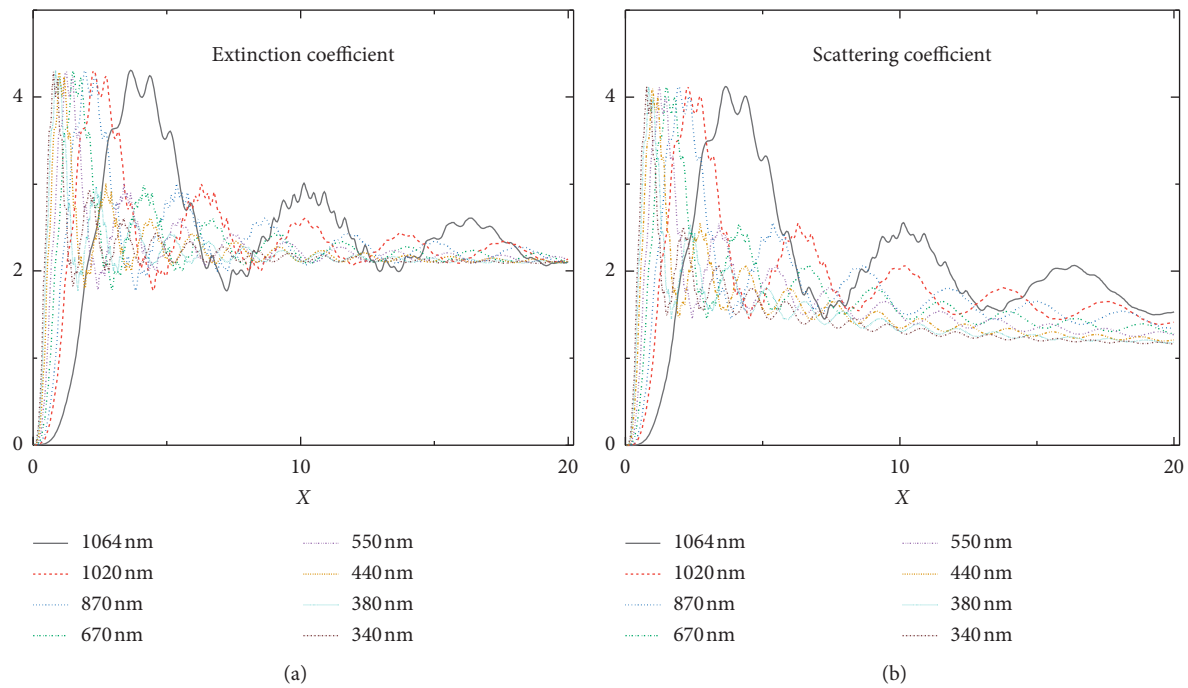 Extinction coefficient
4
2
0
0
10
20
X
1064 nm
1020 nm
870 nm
670 nm
550 nm
440 nm
380 nm
340 nm
(a)
Scattering coefficient
4
2
0
0
10
20
X
1064 nm
1020 nm
870 nm
670 nm
550 nm
440 nm
380 nm
340 nm
(b)